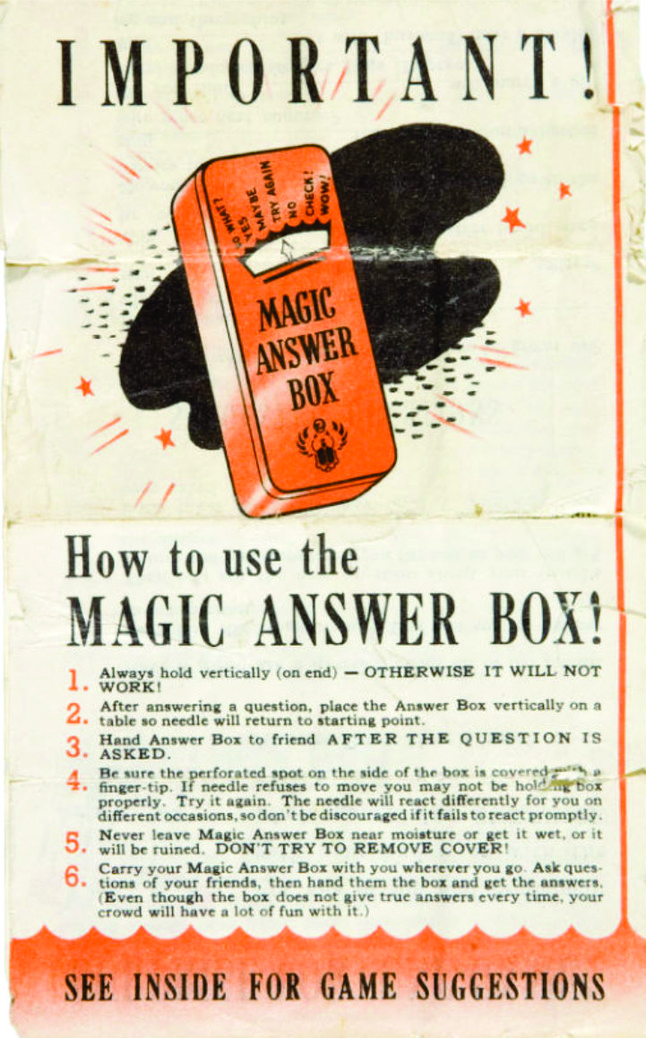 IMPORTANT!
SO WHAT?
YES
MAYBE
TRY AGAIN
NO
CHECK!
WOW!
MAGIC
ANSWER
BOX
How to use the
MAGIC ANSWER BOX!
1. Always hold vertically (on end) — OTHERWISE IT WILL NOT
WORK!
2. After answering a question, place the Answer Box vertically on a
table so needle will return to starting point.
3. Hand Answer Box to friend AFTER THE QUESTION IS
ASKED.
4. Be sure the perforated spot on the side of the box is covered with a
finger-tip. If needle refuses to move you may not be holding box
properly. Try it again. The needle will react differently for you on
different occasions, so don't be discouraged if it fails to react promptly.
5. Never leave Magic Answer Box near moisture or get it wet, or it
will be ruined. DON'T TRY TO REMOVE COVER!
6. Carry your Magic Answer Box with you wherever you go. Ask ques-
tions of your friends, then hand them the box and get the answers.
(Even though the box does not give true answers every time, your
crowd will have a lot of fun with it.)
SEE INSIDE FOR GAME SUGGESTIONS